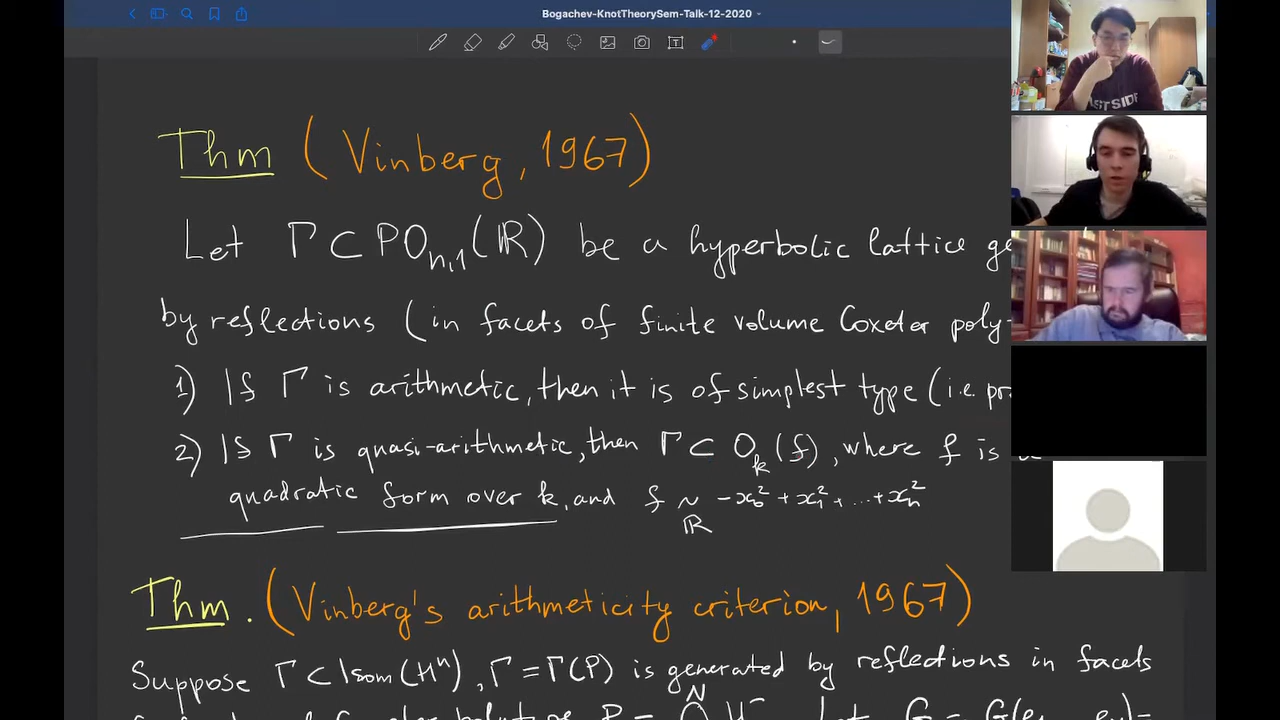 Bogachev-KnotTheorySem-Talk-12-2020
EASTSIDE
Thm (Vinberg, 1967)
Let Γ ⊂ PO_{n,1}(ℝ) be a hyperbolic lattice
by reflections (in facets of finite volume Coxeter poly-
1) If Γ is arithmetic, then it is of simplest type (i.e.
2) If Γ is quasi-arithmetic, then Γ ⊂ O_k(f), where f is
quadratic form over k, and f ~_ℝ -x_0^2 + x_1^2 + ... + x_n^2
Thm. (Vinberg's arithmeticity criterion, 1967)
Suppose Γ ⊂ Isom(ℍ^n), Γ = Γ(P) is generated by reflections in facets